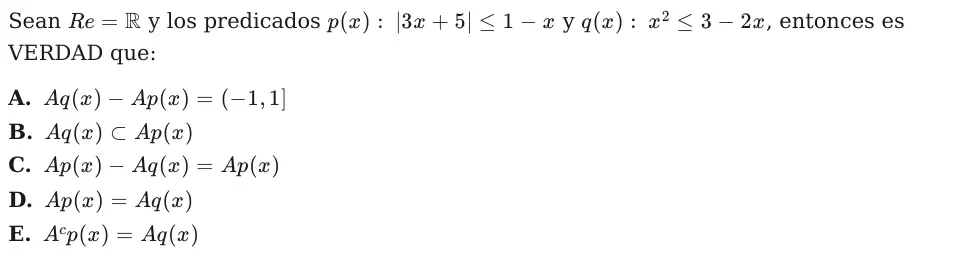 Sean Re = ℝ y los predicados p(x) : |3x + 5| ≤ 1 − x y q(x) : x² ≤ 3 − 2x, entonces es
VERDAD que:
A. Aq(x) − Ap(x) = (−1, 1]
B. Aq(x) ⊂ Ap(x)
C. Ap(x) − Aq(x) = Ap(x)
D. Ap(x) = Aq(x)
E. Aᶜp(x) = Aq(x)